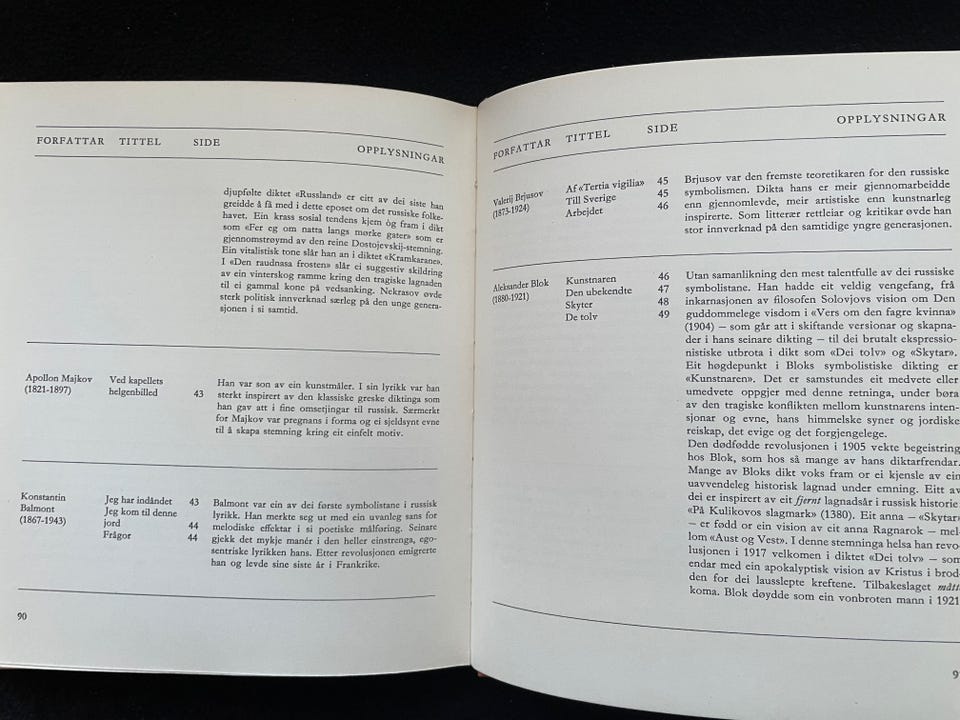 FORFATTAR TITTEL SIDE OPPLYSNINGAR
djupfølte diktet «Russland» er eitt av dei siste han
greidde å få med i dette eposet om det russiske folke-
havet. Ein krass sosial tendens kjem òg fram i dikt
som «Fer eg om natta langs mørke gater» som er
gjennomstrøymd av den reine Dostojevskij-stemning.
Ein vitalistisk tone slår han an i diktet «Kramkarane».
I «Den raudnasa frosten» slår ei suggestiv skildring
av ein vinterskog ramme kring den tragiske lagnaden
til ei gammal kone på vedsanking. Nekrasov øvde
sterk politisk innverknad særleg på den unge genera-
sjonen i si samtid.
Apollon Majkov
(1821-1897)
Ved kapellets
helgenbilled 43
Han var son av ein kunstmåler. I sin lyrikk var han
sterkt inspirert av den klassiske greske diktinga som
han gav att i fine omsetjingar til russisk. Særmerkt
for Majkov var pregnans i forma og ei sjeldsynt evne
til å skapa stemning kring eit einfelt motiv.
Konstantin
Balmont
(1867-1943)
Jeg har indåndet 43
Jeg kom til denne
jord 44
Frågor 44
Balmont var ein av dei første symbolistane i russisk
lyrikk. Han merkte seg ut med ein uvanleg sans for
melodiske effektar i si poetiske målføring. Seinare
gjekk det mykje manér i den heller einstrenga, ego-
sentriske lyrikken hans. Etter revolusjonen emigrerte
han og levde sine siste år i Frankrike.
90
FORFATTAR TITTEL SIDE OPPLYSNINGAR
Valerij Brjusov
(1873-1924)
Af «Tertia vigilia» 45
Till Sverige 45
Arbejdet 46
Brjusov var den fremste teoretikaren for den russiske
symbolismen. Dikta hans er meir gjennomarbeidde
enn gjennomlevde, meir artistiske enn kunstnarleg
inspirerte. Som litterær rettleiar og kritikar øvde han
stor innverknad på den samtidige yngre generasjonen.
Aleksander Blok
(1880-1921)
Kunstnaren 46
Den ubekendte 47
Skyter 48
De tolv 49
Utan samanlikning den mest talentfulle av dei russiske
symbolistane. Han hadde eit veldig vengefang, frå
inkarnasjonen av filosofen Solovjovs vision om Den
guddommelege visdom i «Vers om den fagre kvinna»
(1904) – som går att i skiftande versionar og skapna-
der i hans seinare dikting – til dei brutalt ekspresjo-
nistiske utbrota i dikt som «Dei tolv» og «Skytar».
Eit høgdepunkt i Bloks symbolistiske dikting er
«Kunstnaren». Det er samstundes eit medvete eller
umedvete oppgjer med denne retninga, under børa
av den tragiske konflikten mellom kunstnarens inten-
sjonar og evne, hans himmelske syner og jordiske
reiskap, det evige og det forgjengelege.
Den dødfødde revolusjonen i 1905 vekte begeistring
hos Blok, som hos så mange av hans diktarfrendar.
Mange av Bloks dikt voks fram or ei kjensle av ein
uavvendeleg historisk lagnad under emning. Eitt av
dei er inspirert av eit fjernt lagnadsår i russisk historie:
«På Kulikovos slagmark» (1380). Eit anna – «Skytar»
– er fødd or ein vision av eit anna Ragnarok – mel-
lom «Aust og Vest». I denne stemninga helsa han revo-
lusjonen i 1917 velkomen i diktet «Dei tolv» – som
endar med ein apokalyptisk vision av Kristus i brod-
den for dei lausslepte kreftene. Tilbakeslaget måtte
koma. Blok døydde som ein vonbroten mann i 1921
9